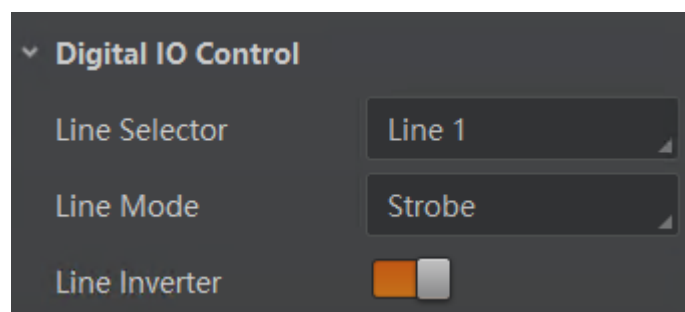 Digital IO Control
Line Selector Line 1
Line Mode Strobe
Line Inverter